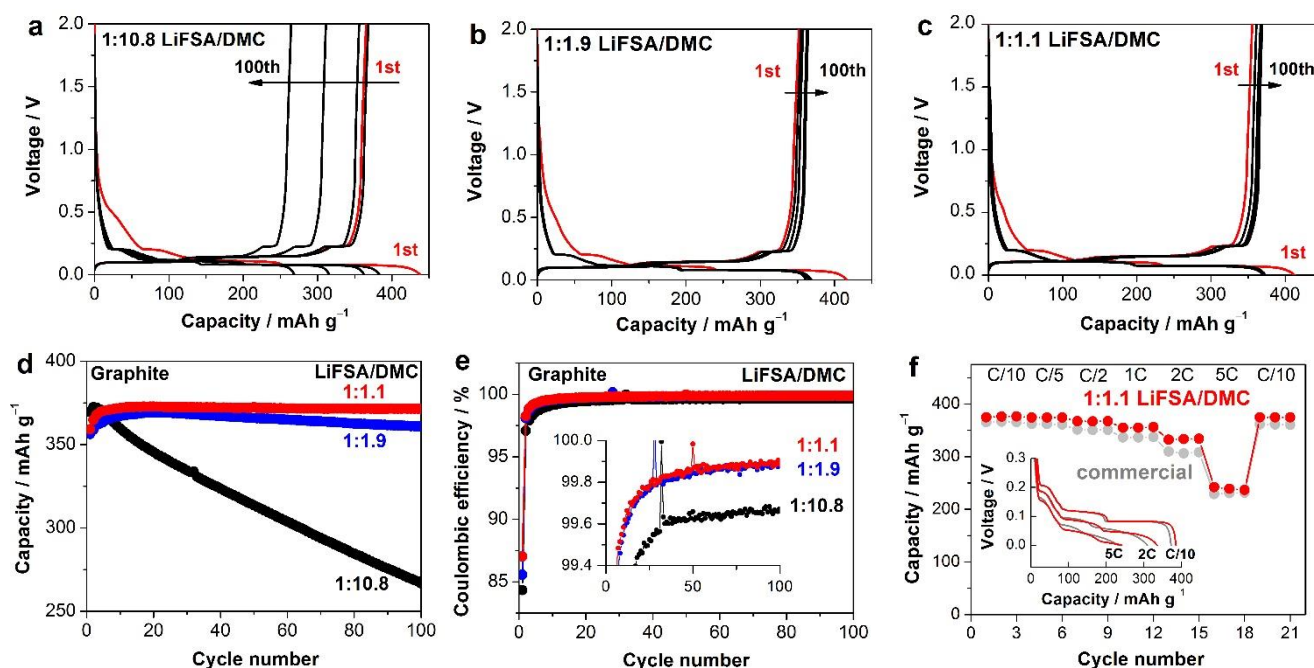 a
1:10.8 LiFSA/DMC
100th
1st
1st
2.0
1.5
1.0
0.5
0.0
Voltage / V
0 100 200 300 400
Capacity / mAh g⁻¹
b
1:1.9 LiFSA/DMC
1st
100th
1st
2.0
1.5
1.0
0.5
0.0
Voltage / V
0 100 200 300 400
Capacity / mAh g⁻¹
c
1:1.1 LiFSA/DMC
1st
100th
1st
2.0
1.5
1.0
0.5
0.0
Voltage / V
0 100 200 300 400
Capacity / mAh g⁻¹
d
Graphite
LiFSA/DMC
1:1.1
1:1.9
1:10.8
400
375
350
325
300
275
250
Capacity / mAh g⁻¹
0 20 40 60 80 100
Cycle number
e
Graphite
LiFSA/DMC
1:1.1
1:1.9
1:10.8
100
95
90
85
Coulombic efficiency / %
100.0
99.8
99.6
99.4
0 50 100
0 20 40 60 80 100
Cycle number
f
C/10 C/5 C/2 1C 2C 5C C/10
1:1.1 LiFSA/DMC
commercial
500
400
300
200
100
0
Capacity / mAh g⁻¹
0.3
0.2
0.1
0.0
Voltage / V
5C 2C C/10
0 100 200 300 400
Capacity / mAh g⁻¹
0 3 6 9 12 15 18 21
Cycle number